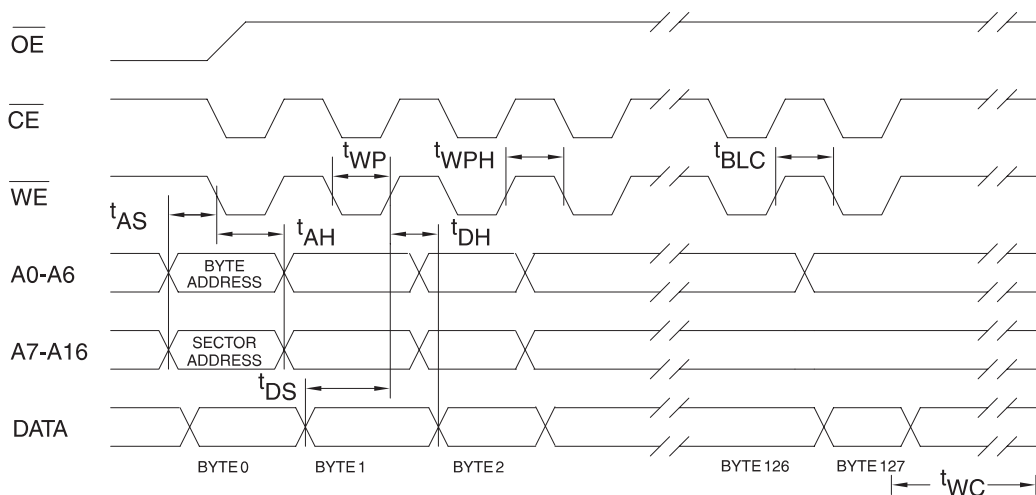 OE
CE
tWP tWPH tBLC
WE
tAS tAH tDH
A0-A6 BYTE ADDRESS
A7-A16 SECTOR ADDRESS
tDS
DATA
BYTE 0 BYTE 1 BYTE 2 BYTE 126 BYTE 127
tWC